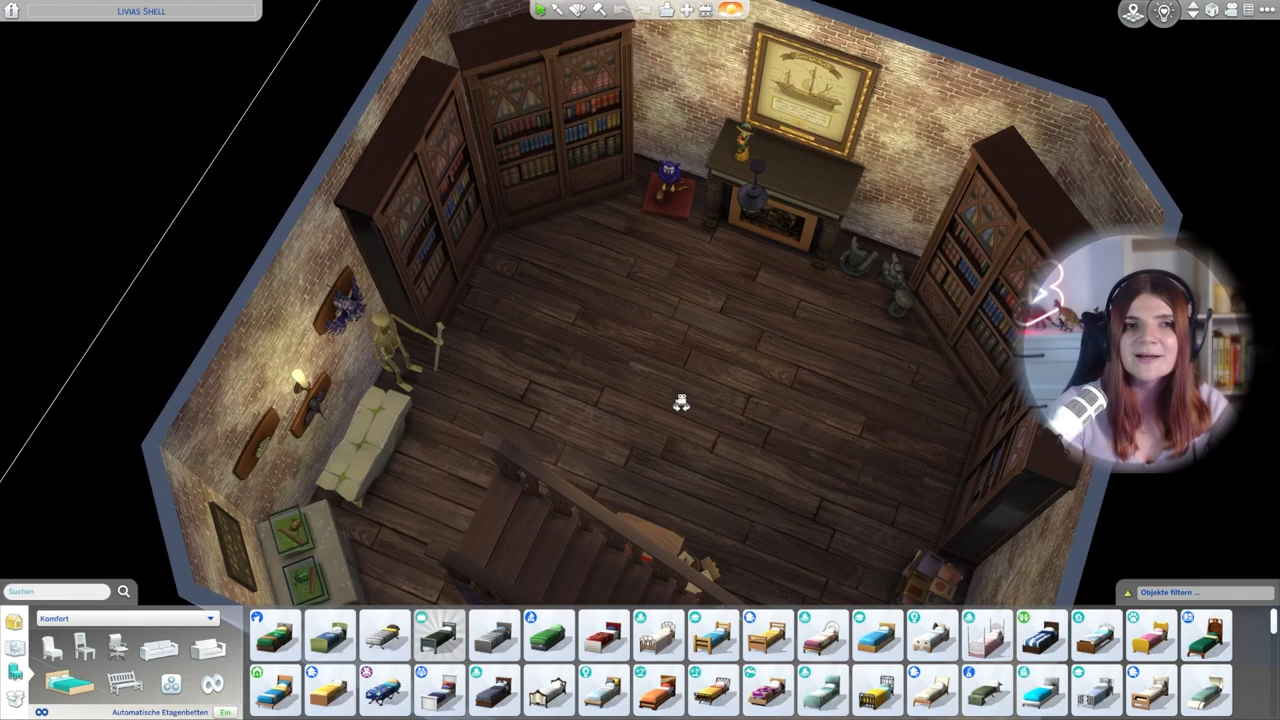 Livias Shell
Suchen
Komfort
Automatische Etagenbetten
Ein
Objekte filtern ...